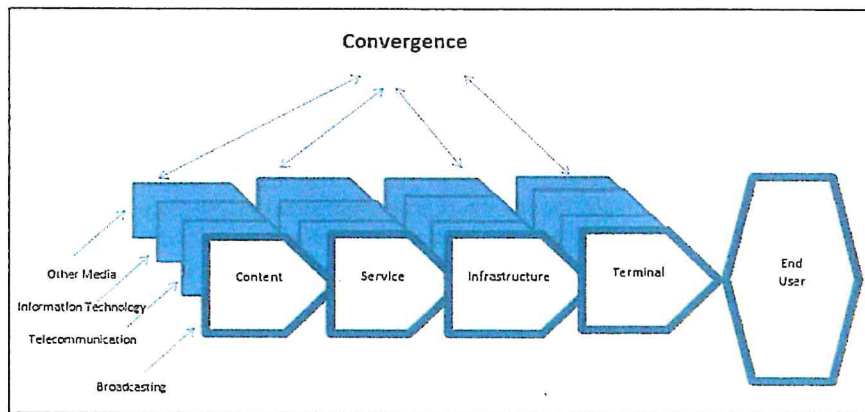 Convergence
Other Media
Information Technology
Telecommunication
Broadcasting
Content
Service
Infrastructure
Terminal
End
User